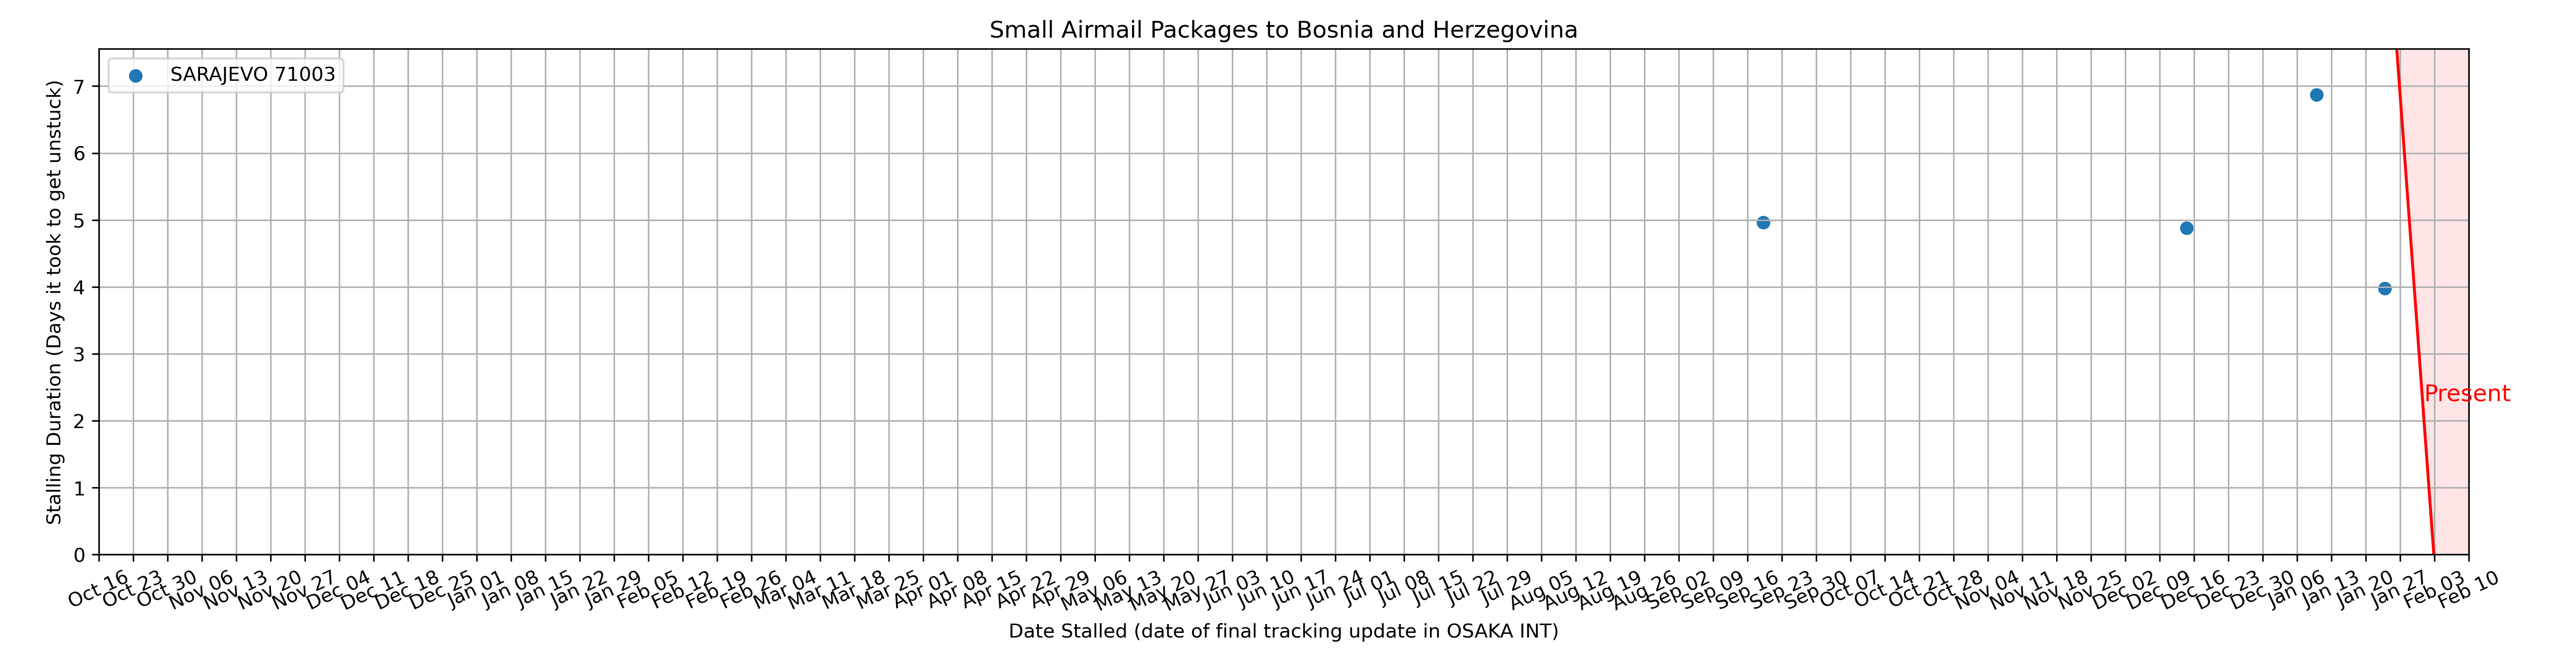 Small Airmail Packages to Bosnia and Herzegovina
SARAJEVO 71003
Stalling Duration (Days it took to get unstuck)
7
6
5
4
3
2
1
0
Present
Oct 16 Oct 23 Oct 30 Nov 06 Nov 13 Nov 20 Nov 27 Dec 04 Dec 11 Dec 18 Dec 25 Jan 01 Jan 08 Jan 15 Jan 22 Jan 29 Feb 05 Feb 12 Feb 19 Feb 26 Mar 04 Mar 11 Mar 18 Mar 25 Apr 01 Apr 08 Apr 15 Apr 22 Apr 29 May 06 May 13 May 20 May 27 Jun 03 Jun 10 Jun 17 Jun 24 Jul 01 Jul 08 Jul 15 Jul 22 Jul 29 Aug 05 Aug 12 Aug 19 Aug 26 Sep 02 Sep 09 Sep 16 Sep 23 Sep 30 Oct 07 Oct 14 Oct 21 Oct 28 Nov 04 Nov 11 Nov 18 Nov 25 Dec 02 Dec 09 Dec 16 Dec 23 Dec 30 Jan 06 Jan 13 Jan 20 Jan 27 Feb 03 Feb 10
Date Stalled (date of final tracking update in OSAKA INT)